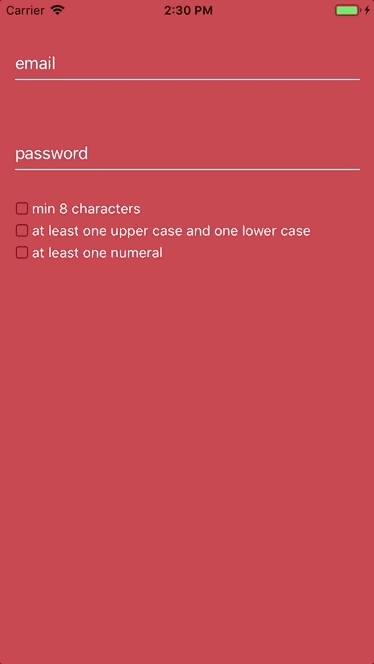 Carrier 2:30 PM
email
password
min 8 characters
at least one upper case and one lower case
at least one numeral